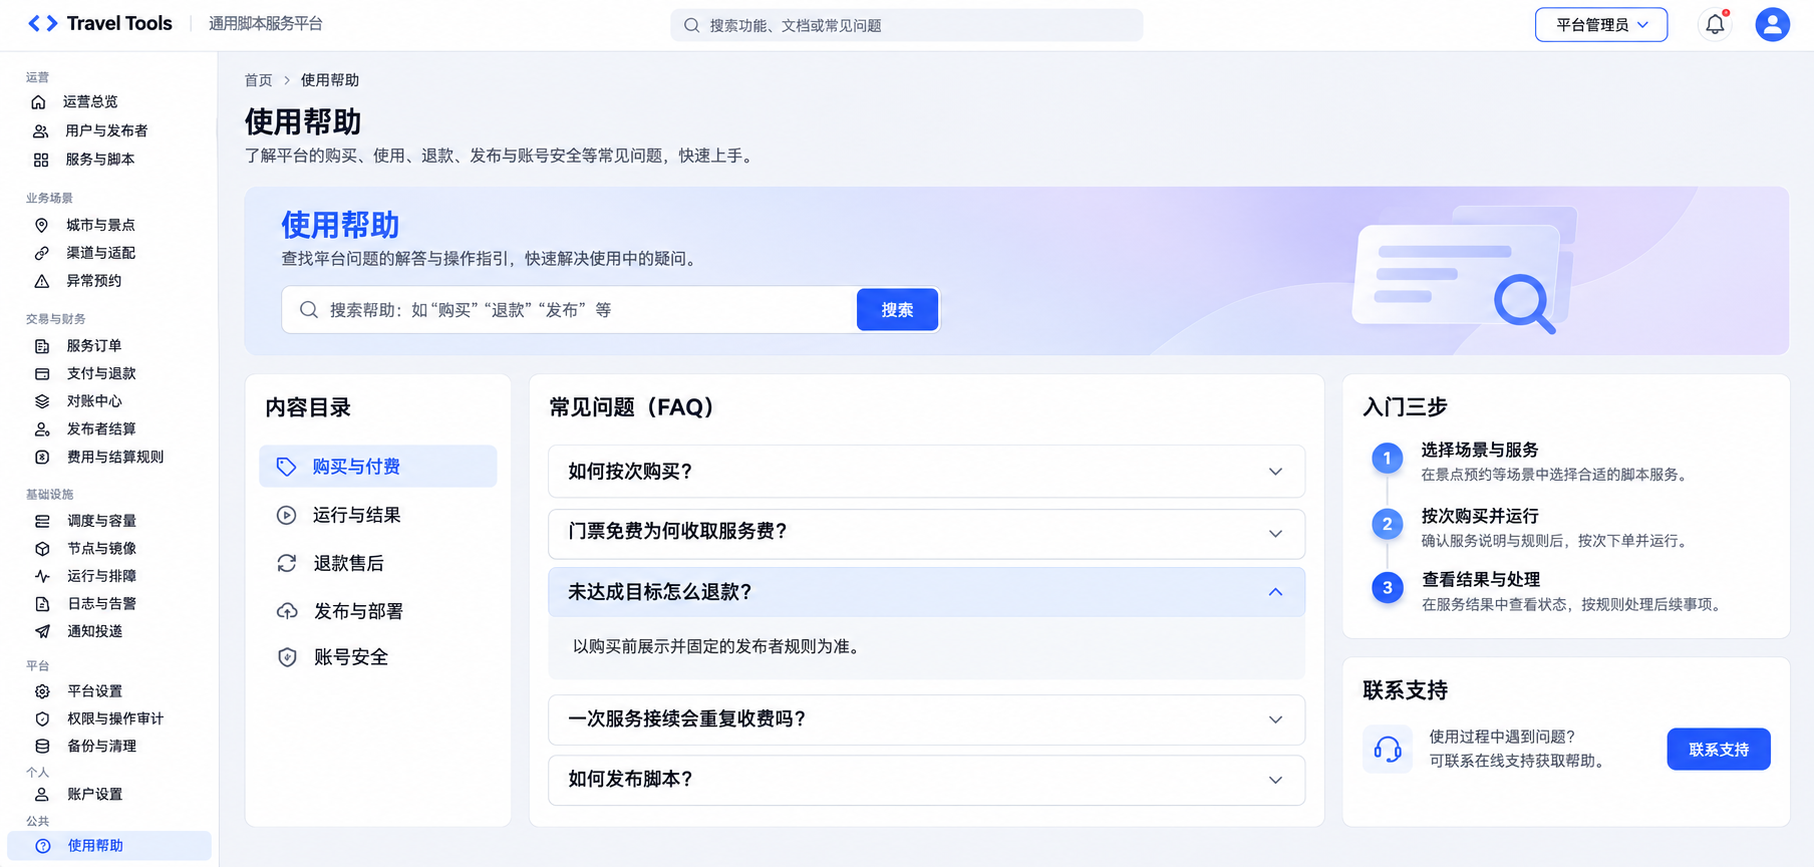 Travel Tools
通用脚本服务平台
搜索功能、文档或常见问题
平台管理员
运营
运营总览
用户与发布者
服务与脚本
业务场景
城市与景点
渠道与适配
异常预约
交易与财务
服务订单
支付与退款
对账中心
发布者结算
费用与结算规则
基础设施
调度与容量
节点与镜像
运行与排障
日志与告警
通知投递
平台
平台设置
权限与操作审计
备份与清理
个人
账户设置
公共
使用帮助
首页 > 使用帮助
使用帮助
了解平台的购买、使用、退款、发布与账号安全等常见问题，快速上手。
使用帮助
查找平台问题的解答与操作指引，快速解决使用中的疑问。
搜索帮助：如“购买”“退款”“发布” 等
搜索
内容目录
购买与付费
运行与结果
退款售后
发布与部署
账号安全
常见问题（FAQ）
如何按次购买？
门票免费为何收取服务费？
未达成目标怎么退款？
以购买前展示并固定的发布者规则为准。
一次服务接续会重复收费吗？
如何发布脚本？
入门三步
1
选择场景与服务
在景点预约等场景中选择合适的脚本服务。
2
按次购买并运行
确认服务说明与规则后，按次下单并运行。
3
查看结果与处理
在服务结果中查看状态，按规则处理后续事项。
联系支持
使用过程中遇到问题？
可联系在线支持获取帮助。
联系支持